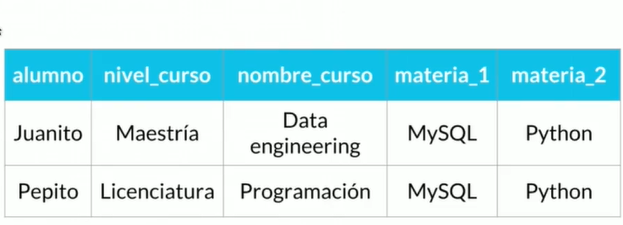 alumno nivel_curso nombre_curso materia_1 materia_2
Juanito Maestría Data engineering MySQL Python
Pepito Licenciatura Programación MySQL Python